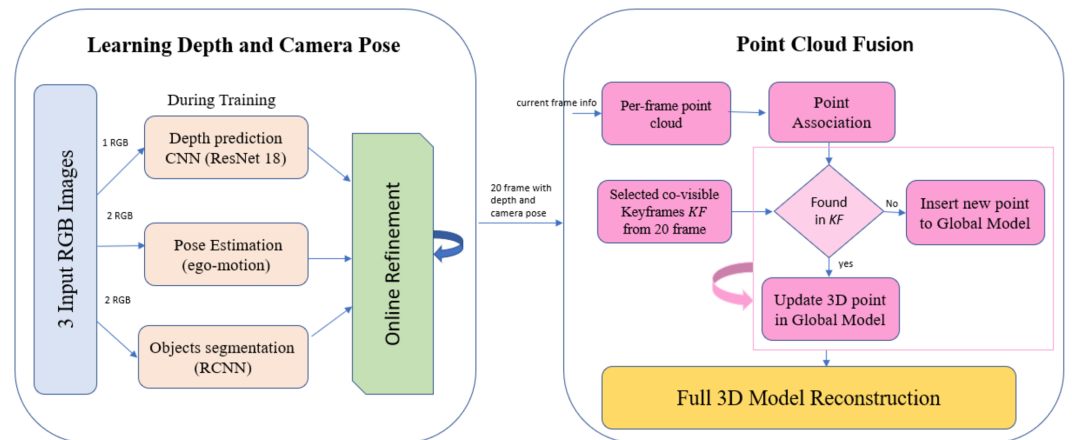 Learning Depth and Camera Pose
3 Input RGB Images
During Training
1 RGB
Depth prediction
CNN (ResNet 18)
2 RGB
Pose Estimation
(ego-motion)
2 RGB
Objects segmentation
(RCNN)
Online Refinement
20 frame with
depth and
camera pose
Point Cloud Fusion
current frame info
Per-frame point
cloud
Point
Association
Selected co-visible
Keyframes KF
from 20 frame
Found
in KF
No
Insert new point
to Global Model
yes
Update 3D point
in Global Model
Full 3D Model Reconstruction